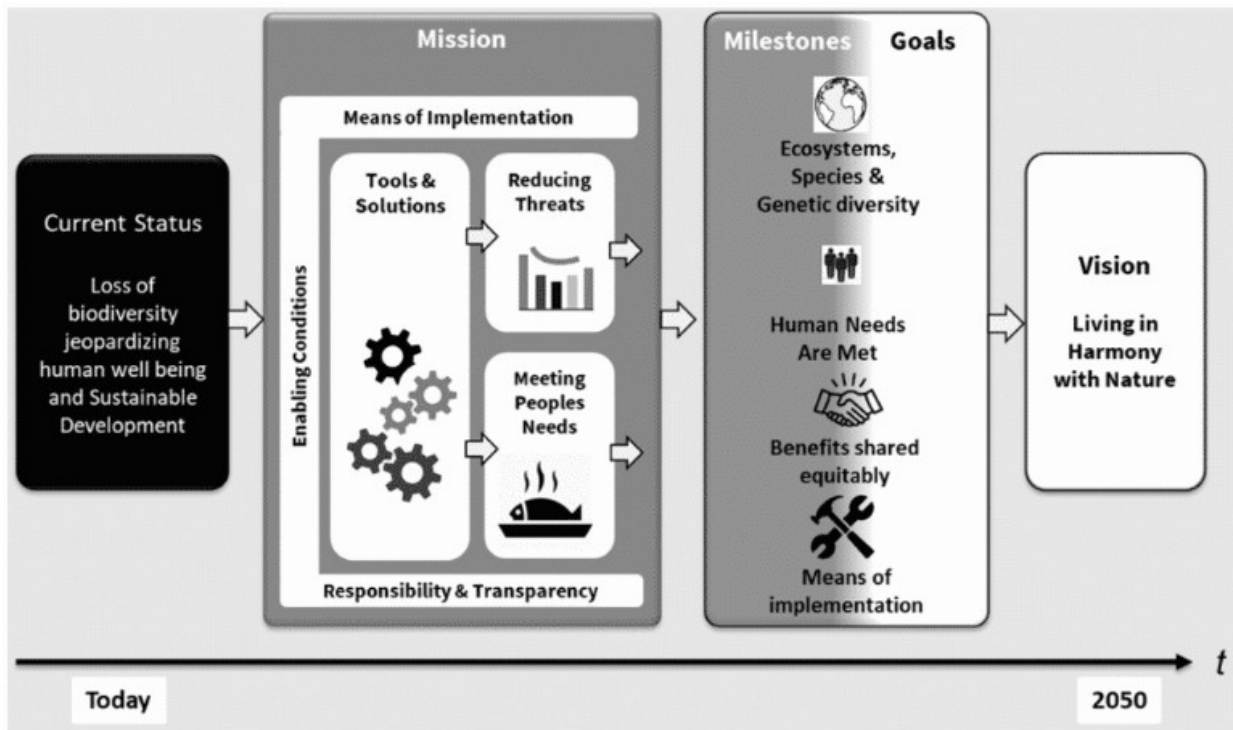 Current Status
Loss of
biodiversity
jeopardizing
human well being
and Sustainable
Development
Mission
Means of Implementation
Enabling Conditions
Tools &
Solutions
Reducing
Threats
Meeting
Peoples
Needs
Responsibility & Transparency
Milestones Goals
Ecosystems,
Species &
Genetic diversity
Human Needs
Are Met
Benefits shared
equitably
Means of
implementation
Vision
Living in
Harmony
with Nature
t
Today
2050